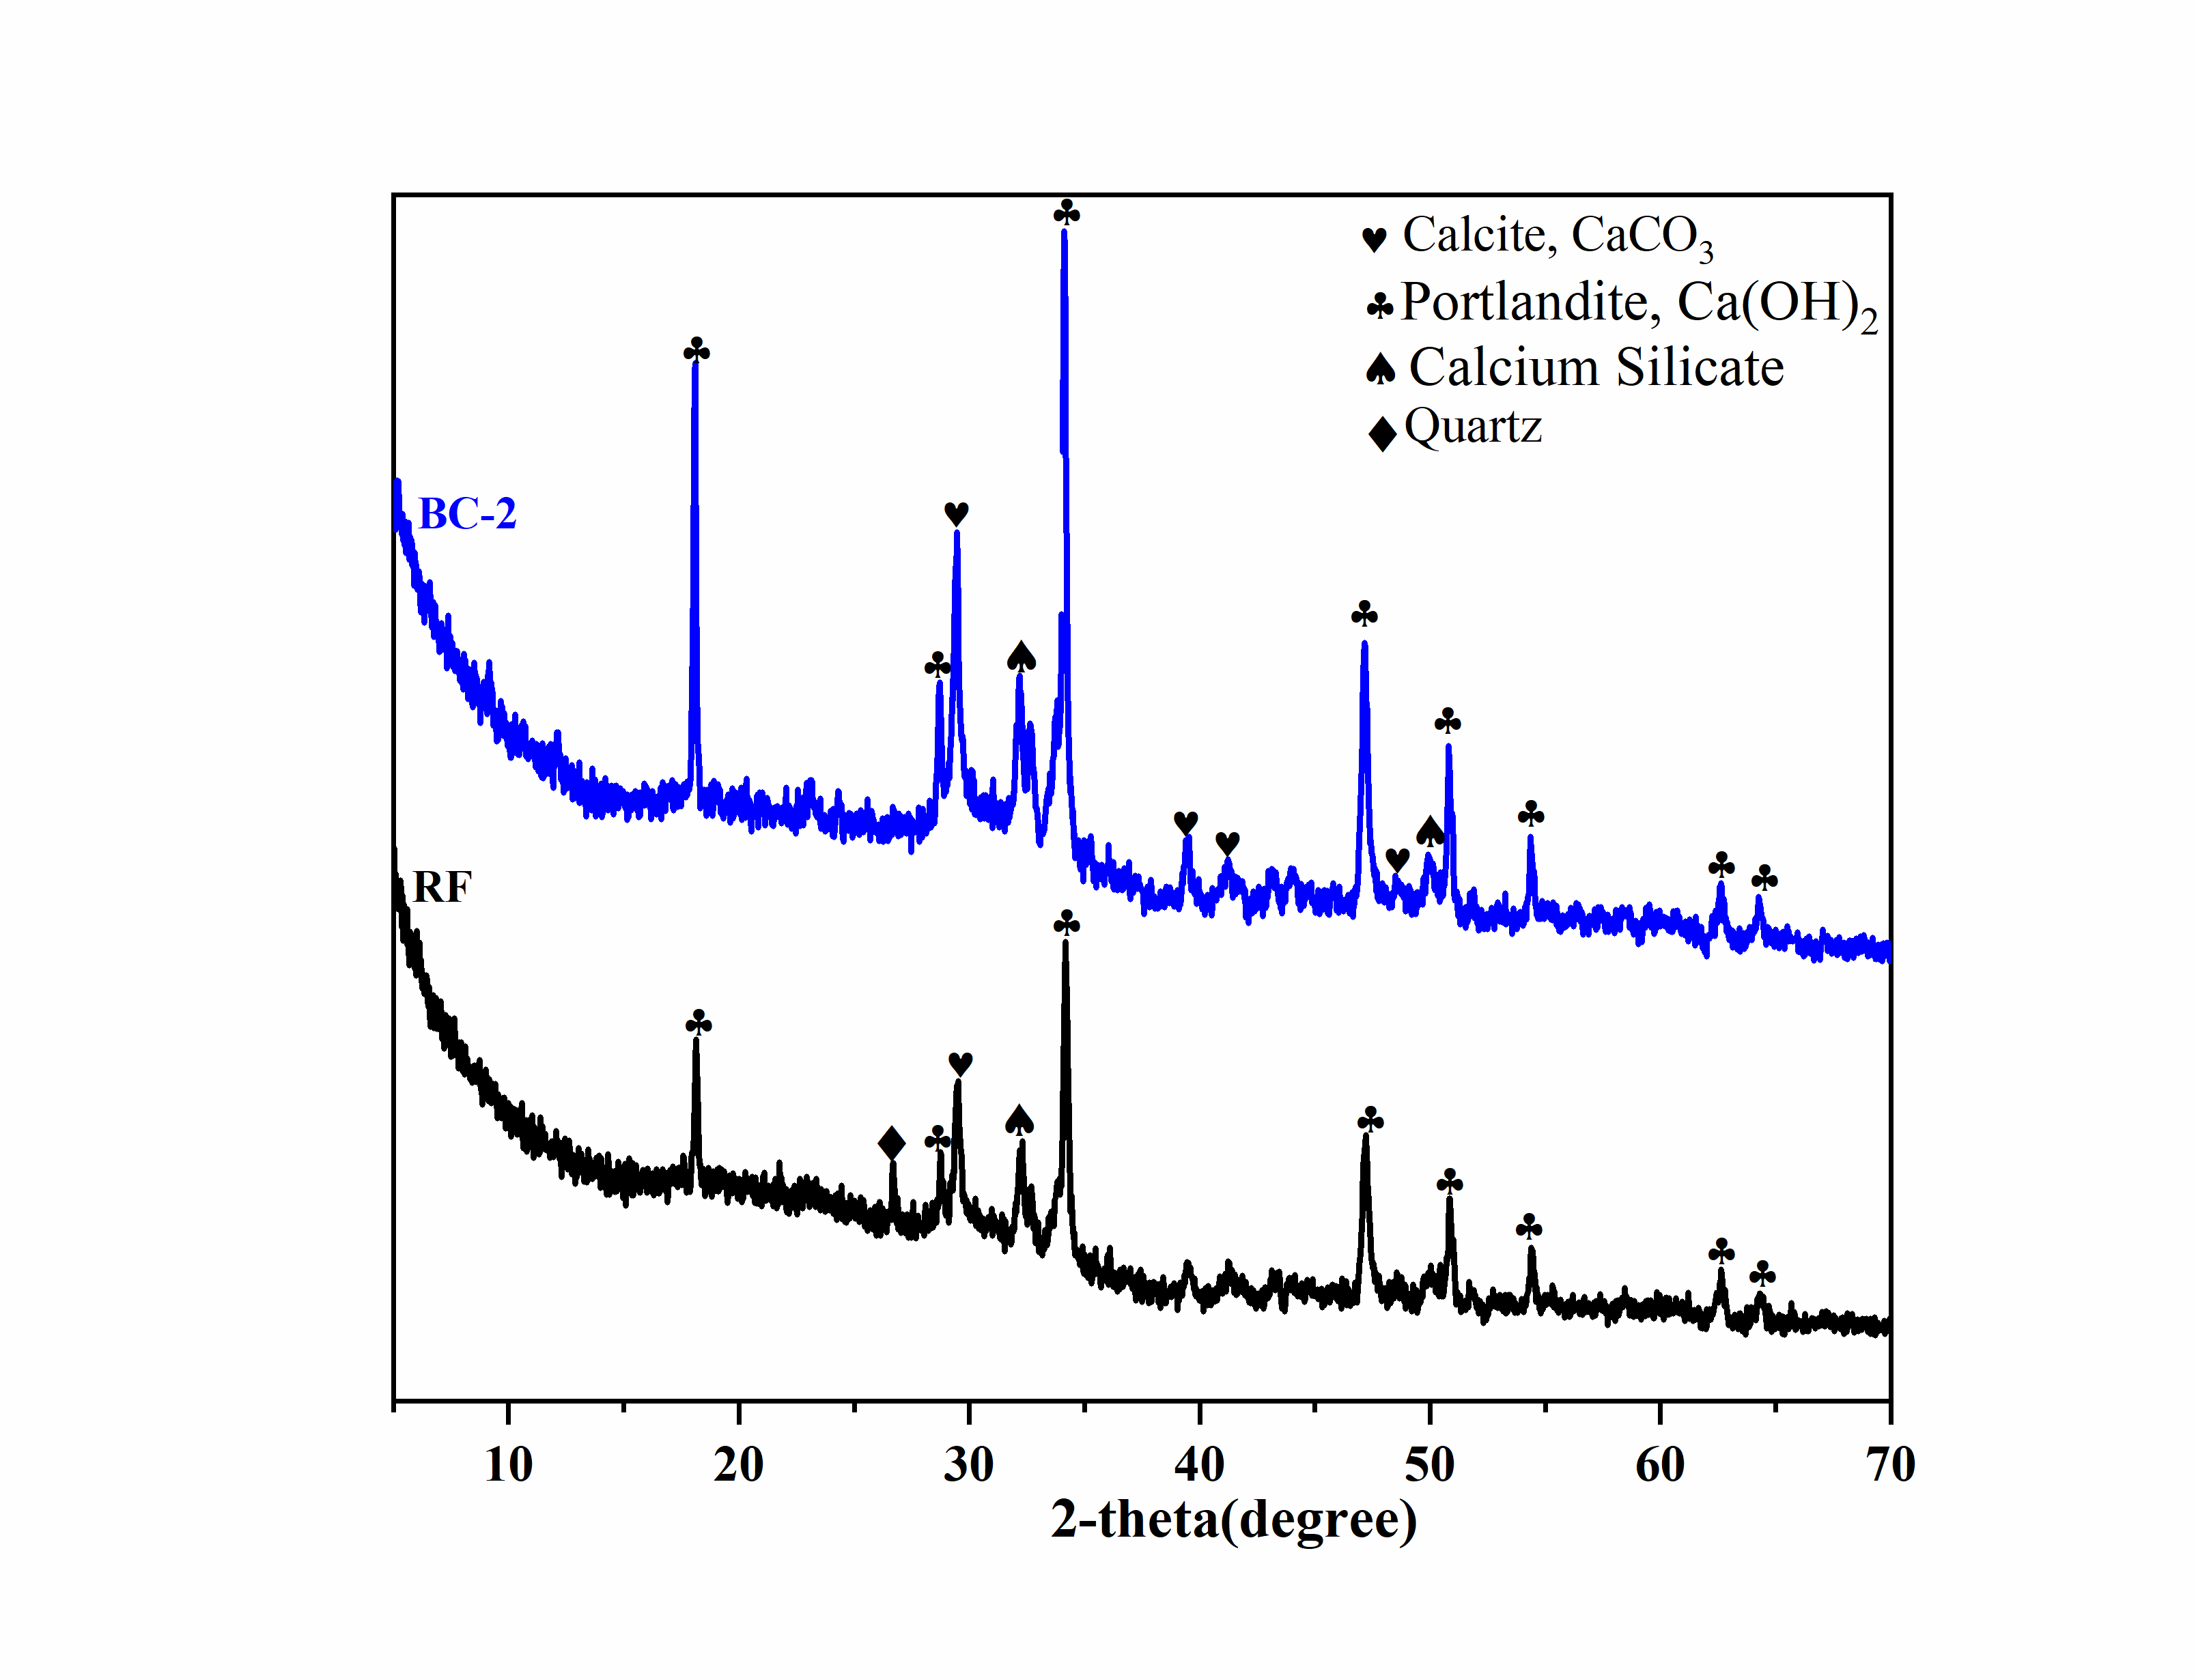 ♥ Calcite, CaCO₃
♣ Portlandite, Ca(OH)₂
♠ Calcium Silicate
♦ Quartz
BC-2
RF
10 20 30 40 50 60 70
2-theta(degree)